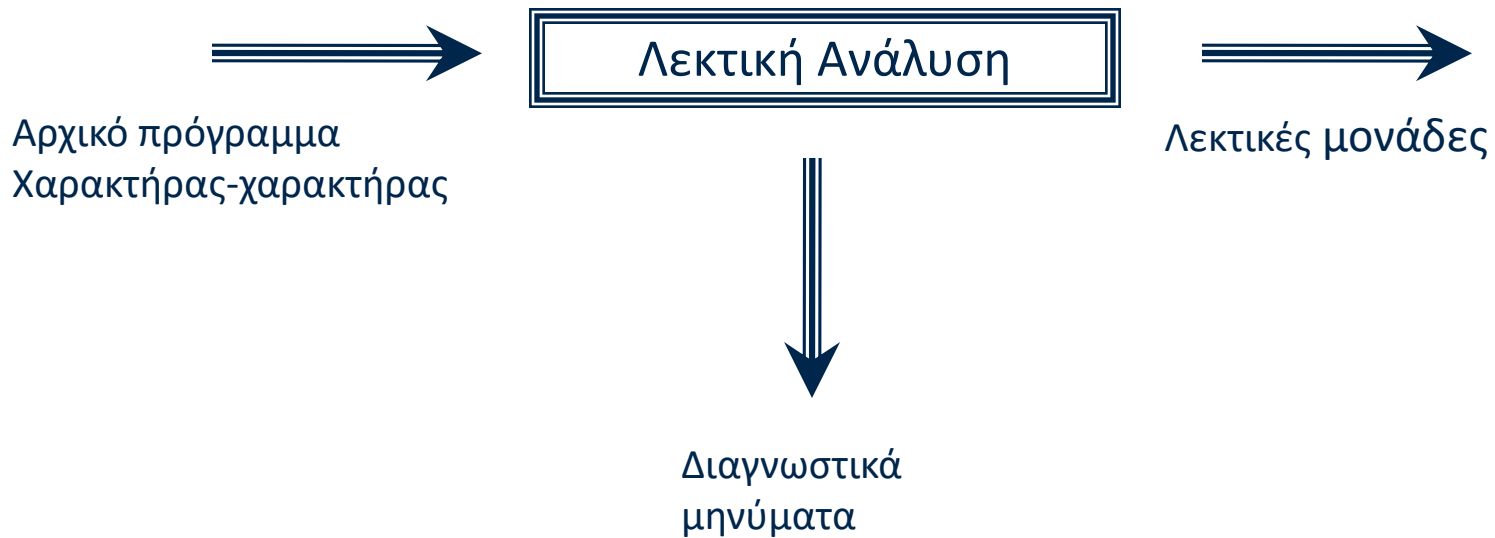 Λεκτική Ανάλυση
Αρχικό πρόγραμμα
Χαρακτήρας-χαρακτήρας
Λεκτικές μονάδες
Διαγνωστικά
μηνύματα